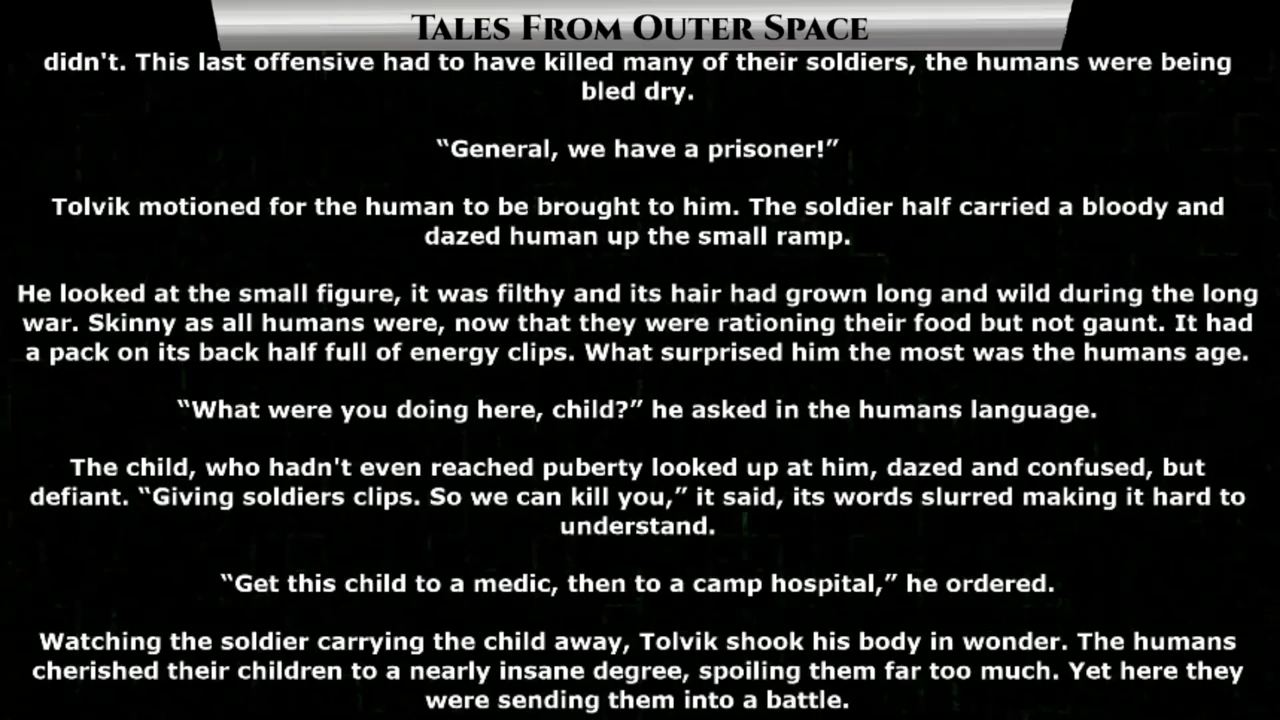 Tales From Outer Space
didn't. This last offensive had to have killed many of their soldiers, the humans were being
bled dry.
“General, we have a prisoner!”
Tolvik motioned for the human to be brought to him. The soldier half carried a bloody and
dazed human up the small ramp.
He looked at the small figure, it was filthy and its hair had grown long and wild during the long
war. Skinny as all humans were, now that they were rationing their food but not gaunt. It had
a pack on its back half full of energy clips. What surprised him the most was the humans age.
“What were you doing here, child?” he asked in the humans language.
The child, who hadn't even reached puberty looked up at him, dazed and confused, but
defiant. “Giving soldiers clips. So we can kill you,” it said, its words slurred making it hard to
understand.
“Get this child to a medic, then to a camp hospital,” he ordered.
Watching the soldier carrying the child away, Tolvik shook his body in wonder. The humans
cherished their children to a nearly insane degree, spoiling them far too much. Yet here they
were sending them into a battle.